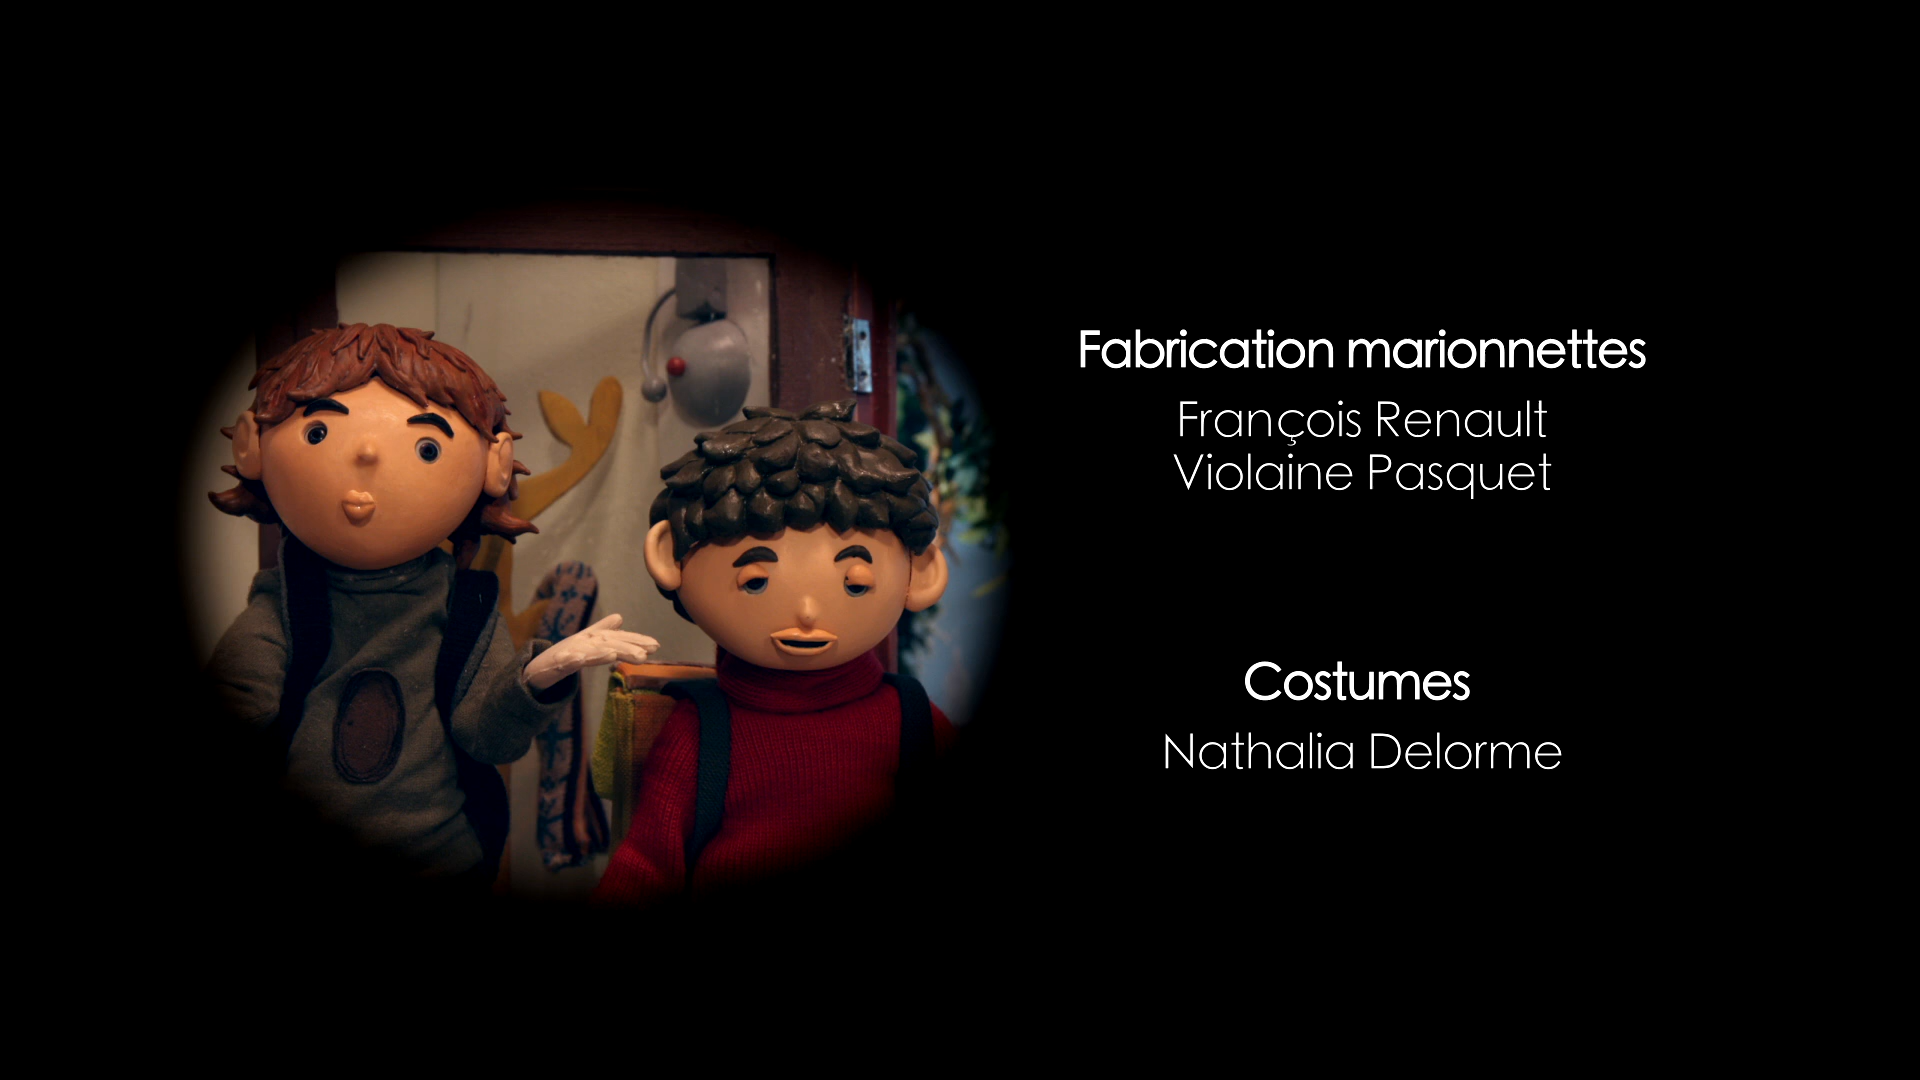 Fabrication marionnettes
François Renault
Violaine Pasquet
Costumes
Nathalia Delorme